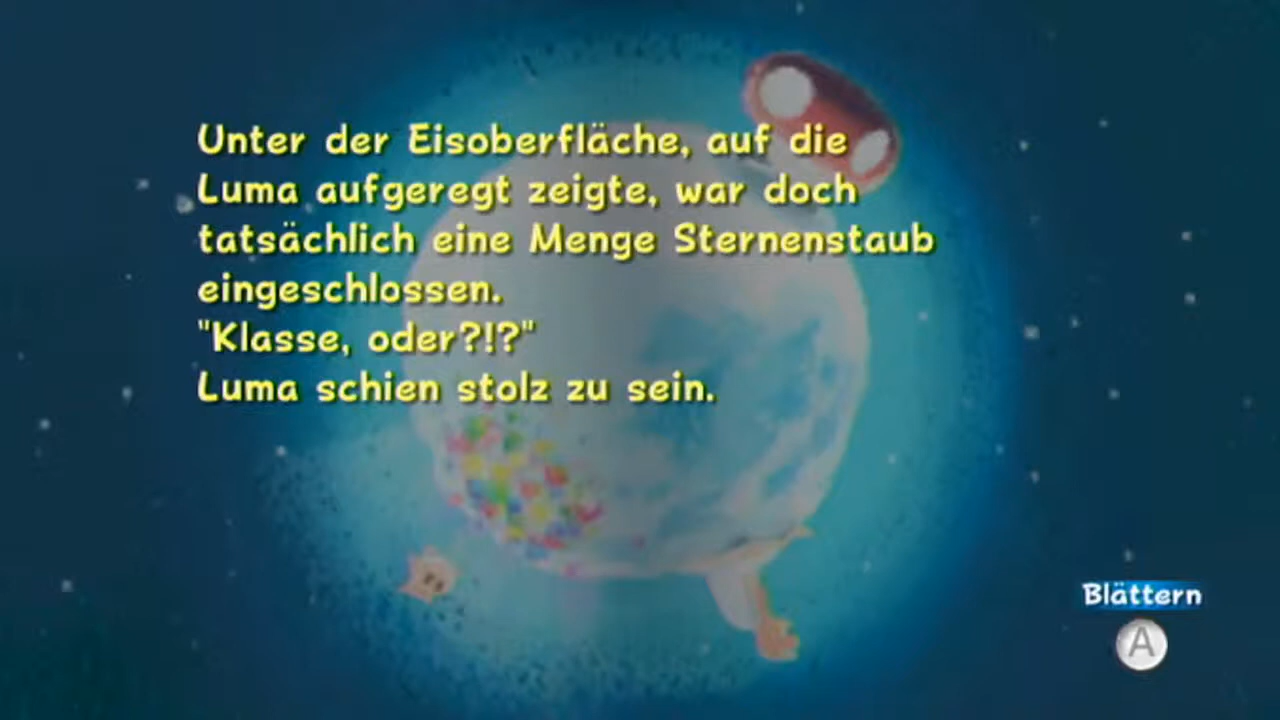 Unter der Eisoberfläche, auf die
Luma aufgeregt zeigte, war doch
tatsächlich eine Menge Sternenstaub
eingeschlossen.
"Klasse, oder?!?"
Luma schien stolz zu sein.
Blättern
A